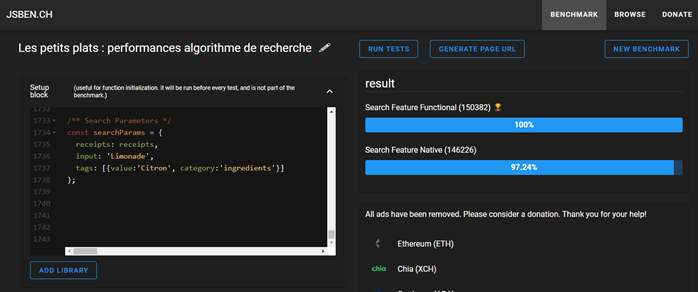 JSBEN.CH
BENCHMARK
BROWSE
DONATE
Les petits plats : performances algorithme de recherche
RUN TESTS
GENERATE PAGE URL
NEW BENCHMARK
Setup block
(useful for function initialization. it will be run before every test, and is not part of the benchmark.)
1732
1733 /** Search Parameters */
1734 const searchParams = {
1735 receipts: receipts,
1736 input: 'Limonade',
1737 tags: [{value:'Citron', category:'ingredients'}]
1738 };
1739
1740
1741
1742
1743
ADD LIBRARY
result
Search Feature Functional (150382)
100%
Search Feature Native (146226)
97.24%
All ads have been removed. Please consider a donation. Thank you for your help!
Ethereum (ETH)
chia
Chia (XCH)